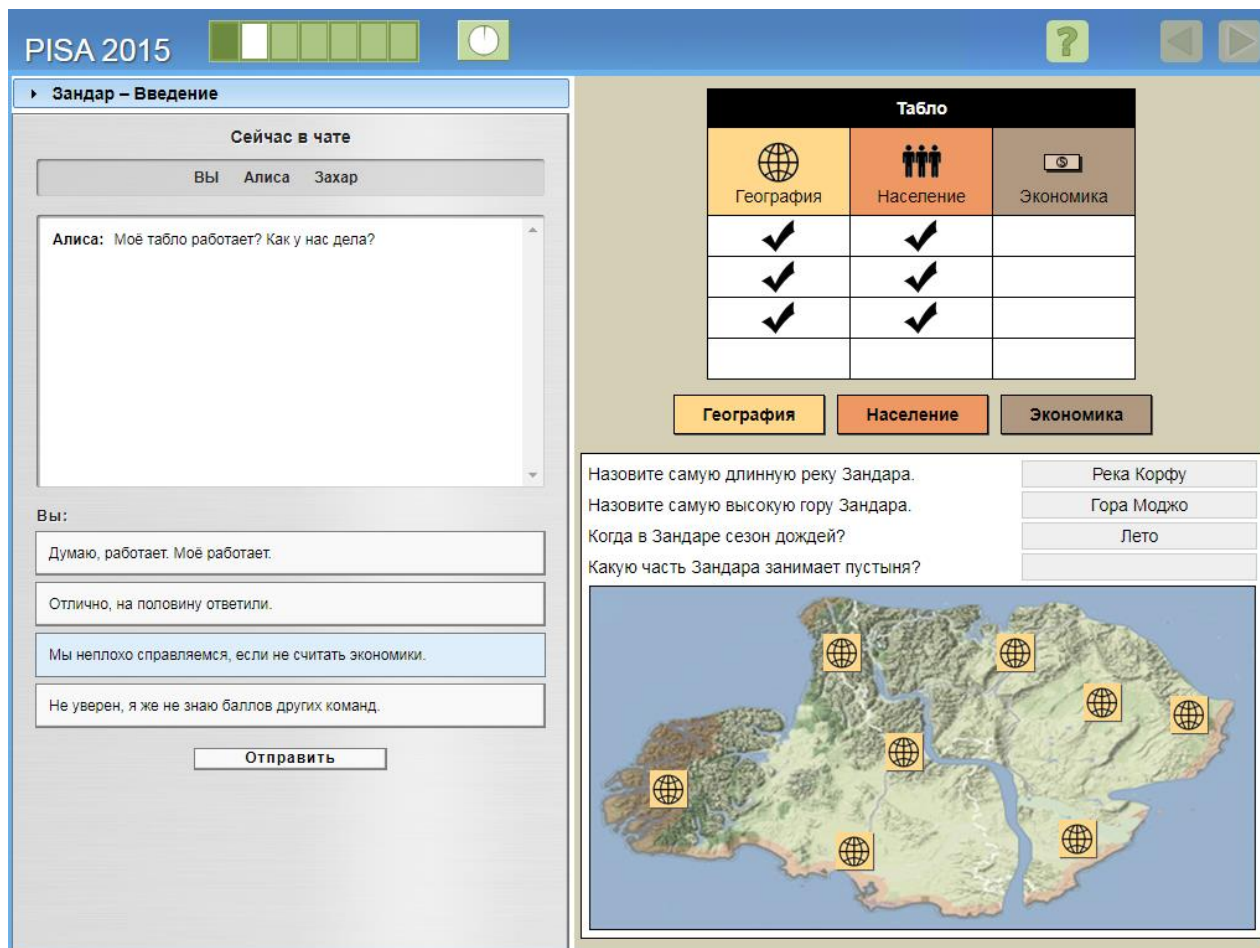 PISA 2015
?
Зандар – Введение
Сейчас в чате
ВЫ Алиса Захар
Алиса: Моё табло работает? Как у нас дела?
Вы:
Думаю, работает. Моё работает.
Отлично, на половину ответили.
Мы неплохо справляемся, если не считать экономики.
Не уверен, я же не знаю баллов других команд.
Отправить
Табло
$
География Население Экономика
География Население Экономика
Назовите самую длинную реку Зандара. Река Корфу
Назовите самую высокую гору Зандара. Гора Моджо
Когда в Зандаре сезон дождей? Лето
Какую часть Зандара занимает пустыня?